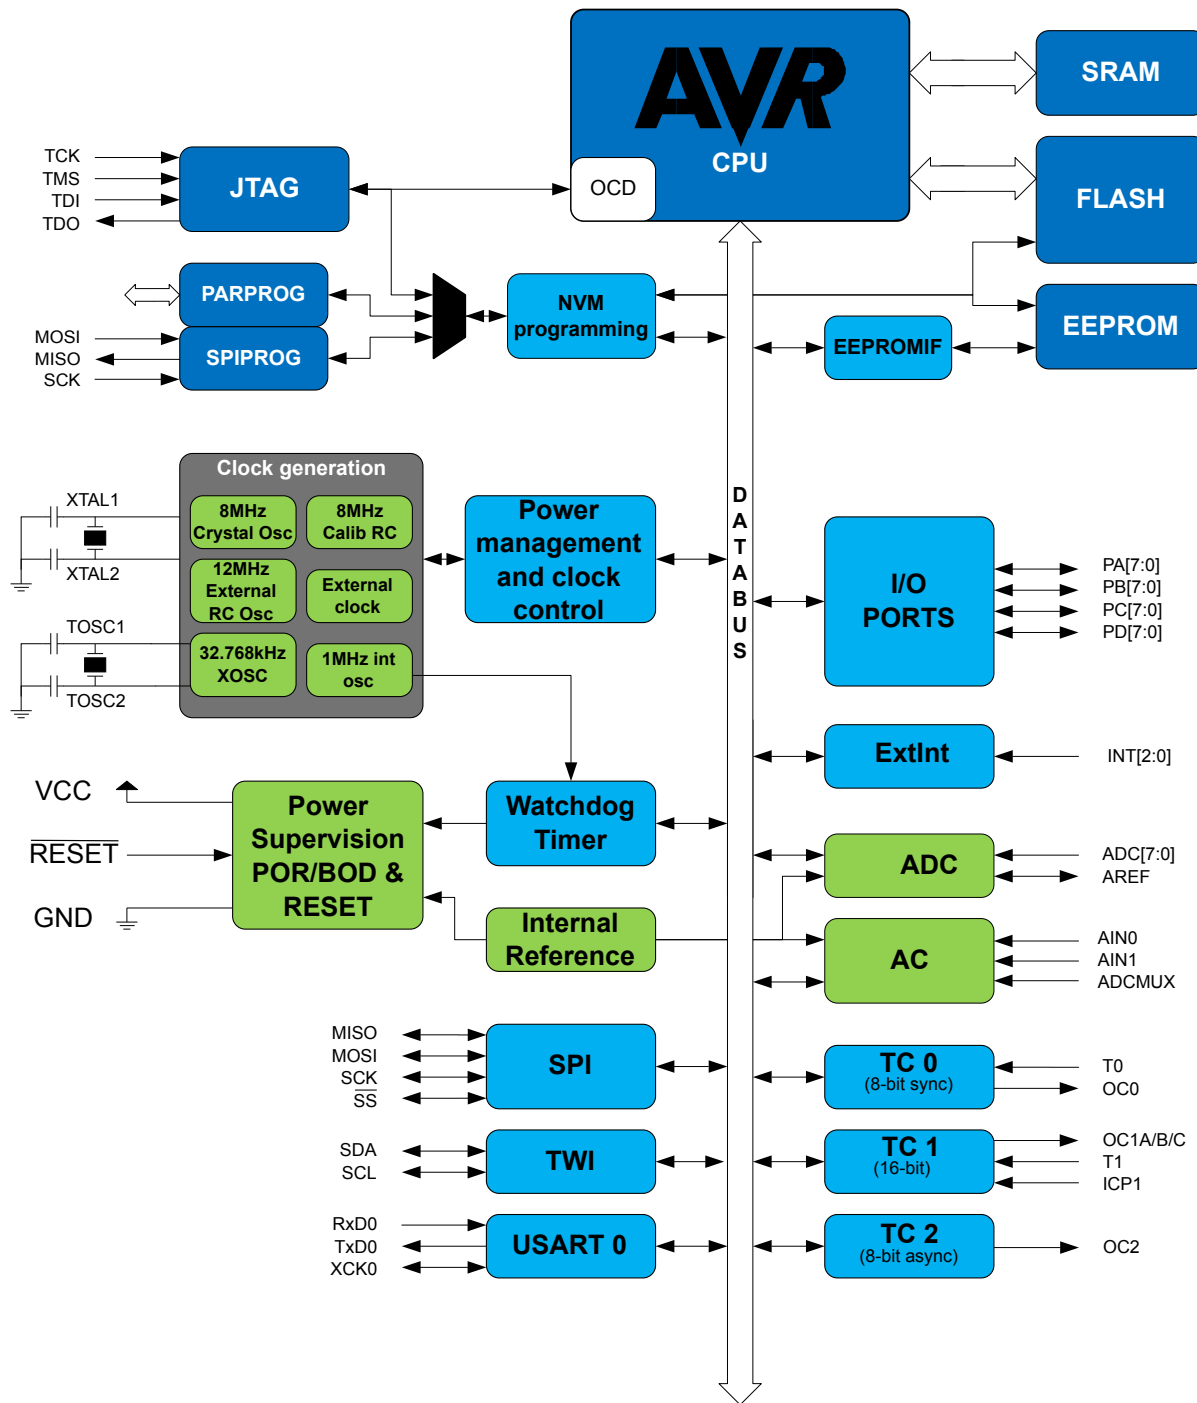 AVR
CPU
OCD
SRAM
FLASH
EEPROM
TCK
TMS
TDI
TDO
JTAG
PARPROG
MOSI
MISO
SCK
SPIPROG
NVM
programming
EEPROMIF
Clock generation
8MHz
Crystal Osc
8MHz
Calib RC
12MHz
External
RC Osc
External
clock
32.768kHz
XOSC
1MHz int
osc
XTAL1
XTAL2
TOSC1
TOSC2
Power
management
and clock
control
DATABUS
I/O
PORTS
PA[7:0]
PB[7:0]
PC[7:0]
PD[7:0]
ExtInt
INT[2:0]
VCC
RESET
GND
Power
Supervision
POR/BOD &
RESET
Watchdog
Timer
Internal
Reference
ADC
ADC[7:0]
AREF
AC
AIN0
AIN1
ADCMUX
MISO
MOSI
SCK
SS
SPI
TC 0
(8-bit sync)
T0
OC0
SDA
SCL
TWI
TC 1
(16-bit)
OC1A/B/C
T1
ICP1
RxD0
TxD0
XCK0
USART 0
TC 2
(8-bit async)
OC2